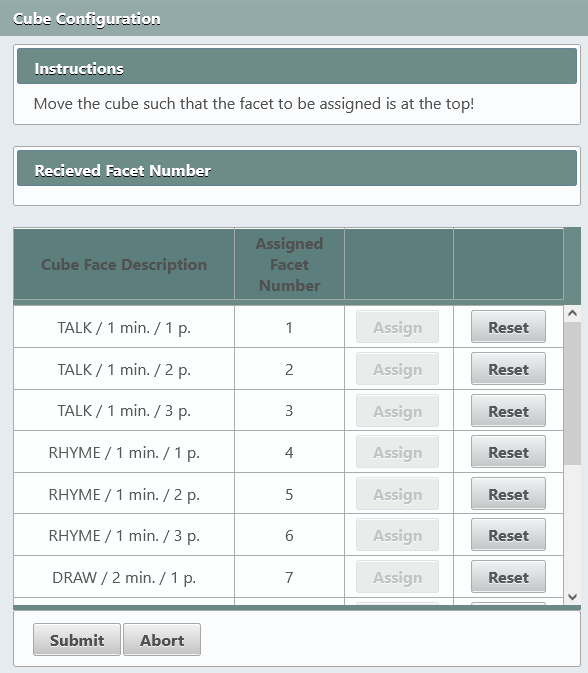 Cube Configuration
Instructions
Move the cube such that the facet to be assigned is at the top!
Recieved Facet Number
Cube Face Description
Assigned
Facet
Number
TALK / 1 min. / 1 p. 1 Assign Reset
TALK / 1 min. / 2 p. 2 Assign Reset
TALK / 1 min. / 3 p. 3 Assign Reset
RHYME / 1 min. / 1 p. 4 Assign Reset
RHYME / 1 min. / 2 p. 5 Assign Reset
RHYME / 1 min. / 3 p. 6 Assign Reset
DRAW / 2 min. / 1 p. 7 Assign Reset
Submit Abort